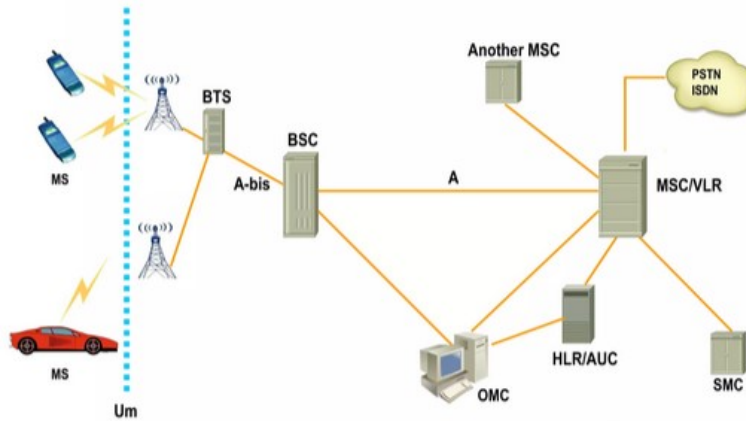 Another MSC
PSTN
ISDN
BTS
BSC
MS
A-bis
A
MSC/VLR
MS
Um
OMC
HLR/AUC
SMC